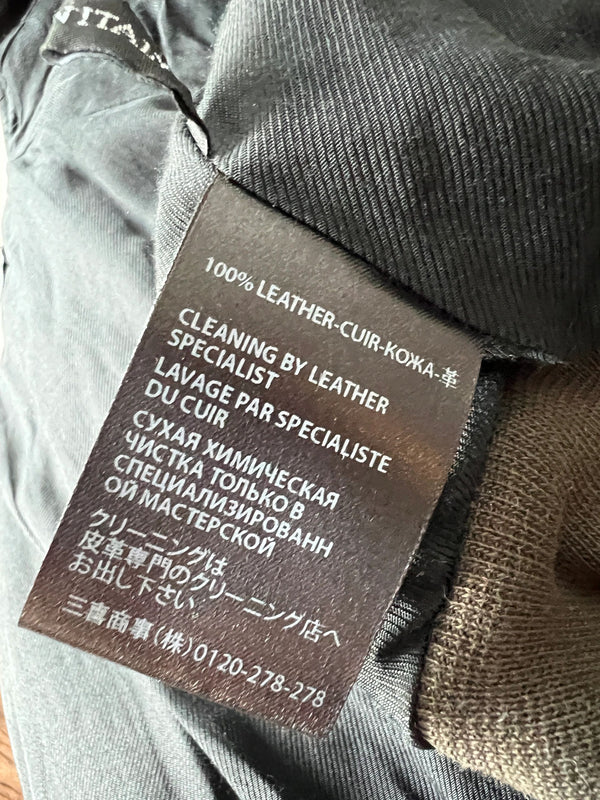 100% LEATHER-CUIR-КОЖА-革
CLEANING BY LEATHER
SPECIALIST
LAVAGE PAR SPECIALISTE
DU CUIR
СУХАЯ ХИМИЧЕСКАЯ
ЧИСТКА ТОЛЬКО В
СПЕЦИАЛИЗИРОВАНН
ОЙ МАСТЕРСКОЙ
クリーニングは
皮革専門のクリーニング店へ
お出し下さい。
三喜商事(株)0120-278-278